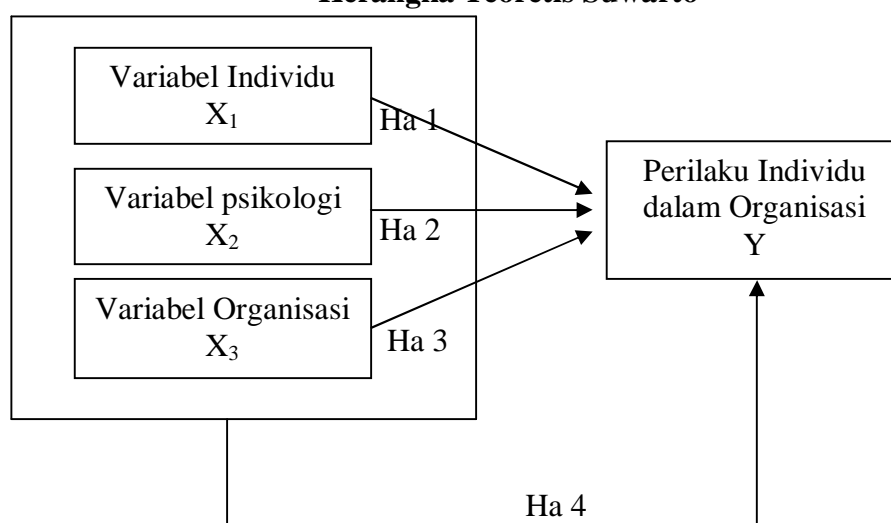 Kerangka Teoretis Suwarto
Variabel Individu
X₁
Ha 1
Variabel psikologi
X₂
Ha 2
Variabel Organisasi
X₃
Ha 3
Perilaku Individu
dalam Organisasi
Y
Ha 4